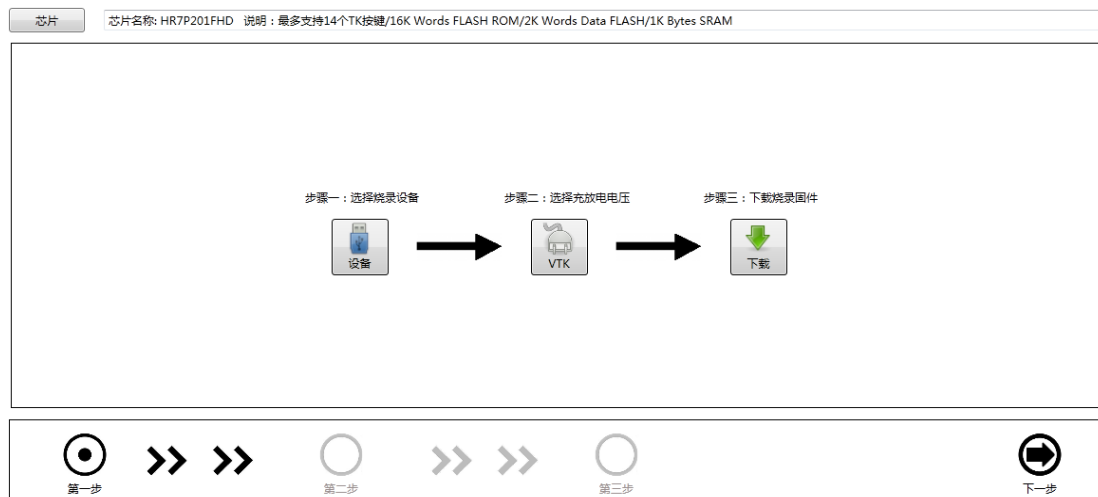 芯片
芯片名称: HR7P201FHD 说明：最多支持14个TK按键/16K Words FLASH ROM/2K Words Data FLASH/1K Bytes SRAM
步骤一：选择烧录设备
步骤二：选择充放电电压
步骤三：下载烧录固件
设备
VTK
下载
第一步
第二步
第三步
下一步